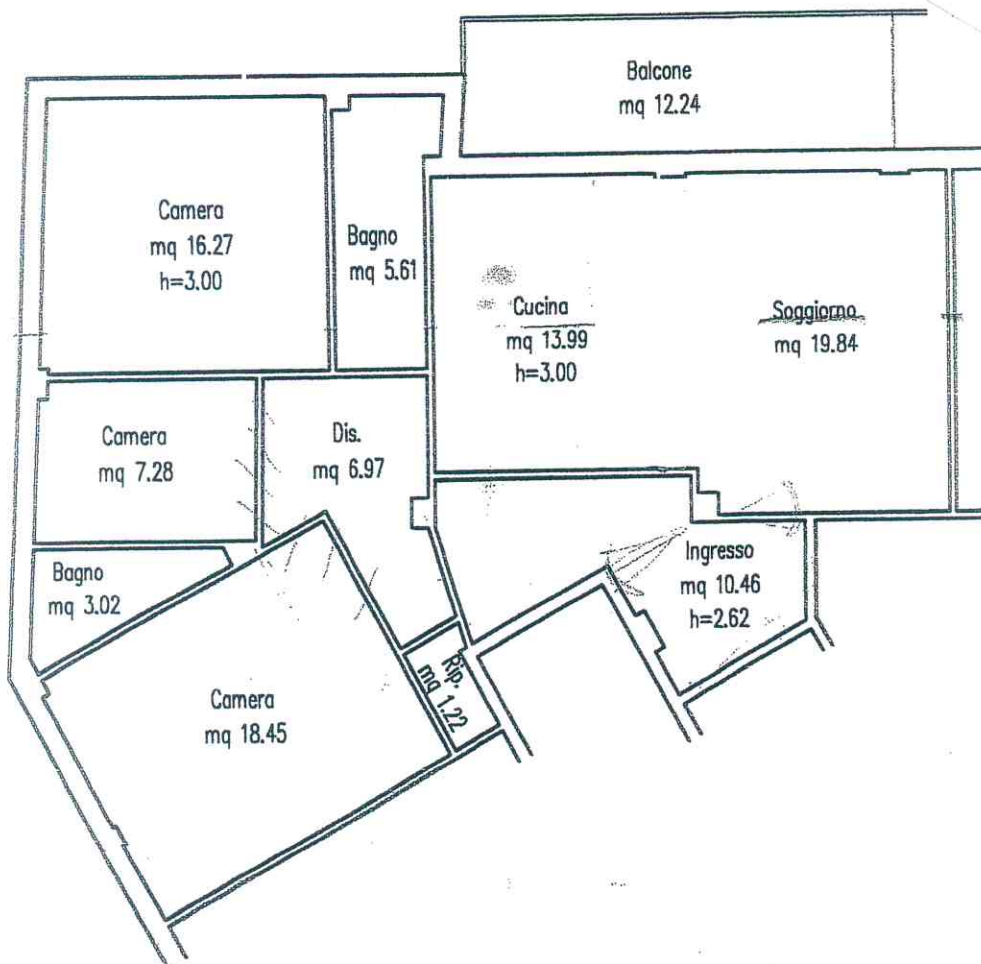 Balcone
mq 12.24
Camera
mq 16.27
h=3.00
Bagno
mq 5.61
Cucina
mq 13.99
h=3.00
Soggiorno
mq 19.84
Camera
mq 7.28
Dis.
mq 6.97
Bagno
mq 3.02
Ingresso
mq 10.46
h=2.62
Rip.
mq 1.22
Camera
mq 18.45